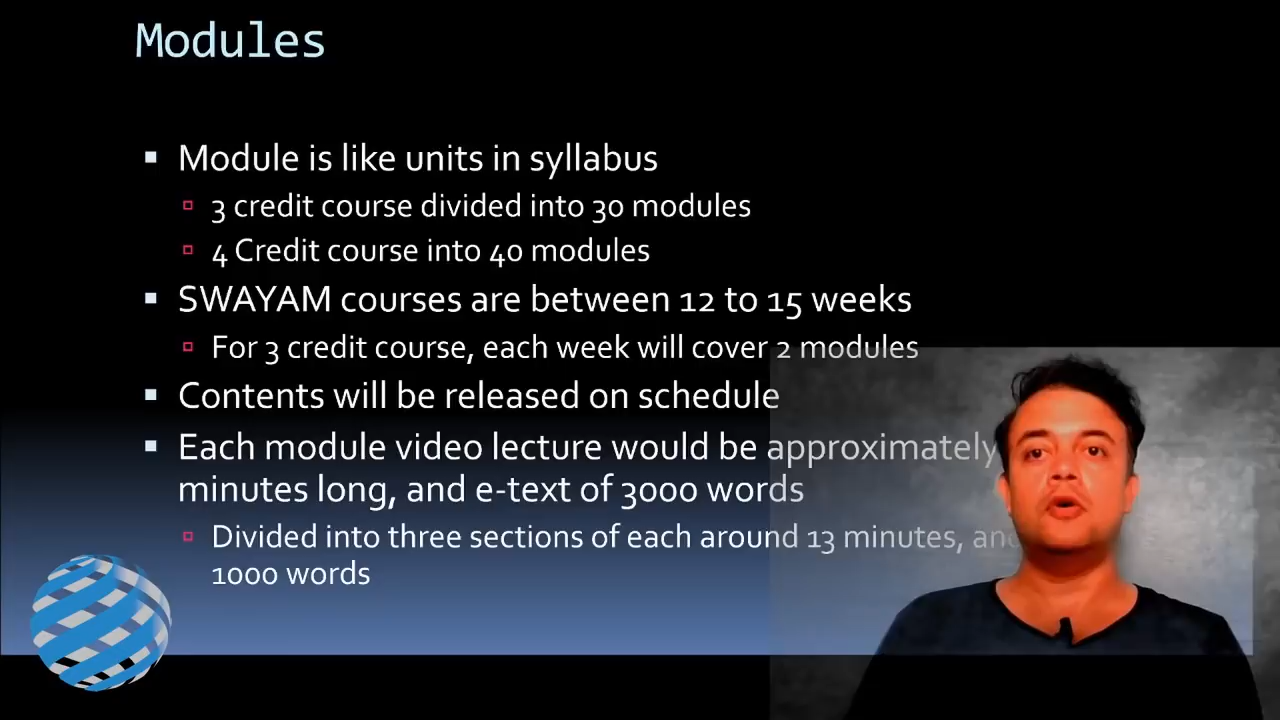 Modules
Module is like units in syllabus
3 credit course divided into 30 modules
4 Credit course into 40 modules
SWAYAM courses are between 12 to 15 weeks
For 3 credit course, each week will cover 2 modules
Contents will be released on schedule
Each module video lecture would be approximately
minutes long, and e-text of 3000 words
Divided into three sections of each around 13 minutes, and
1000 words